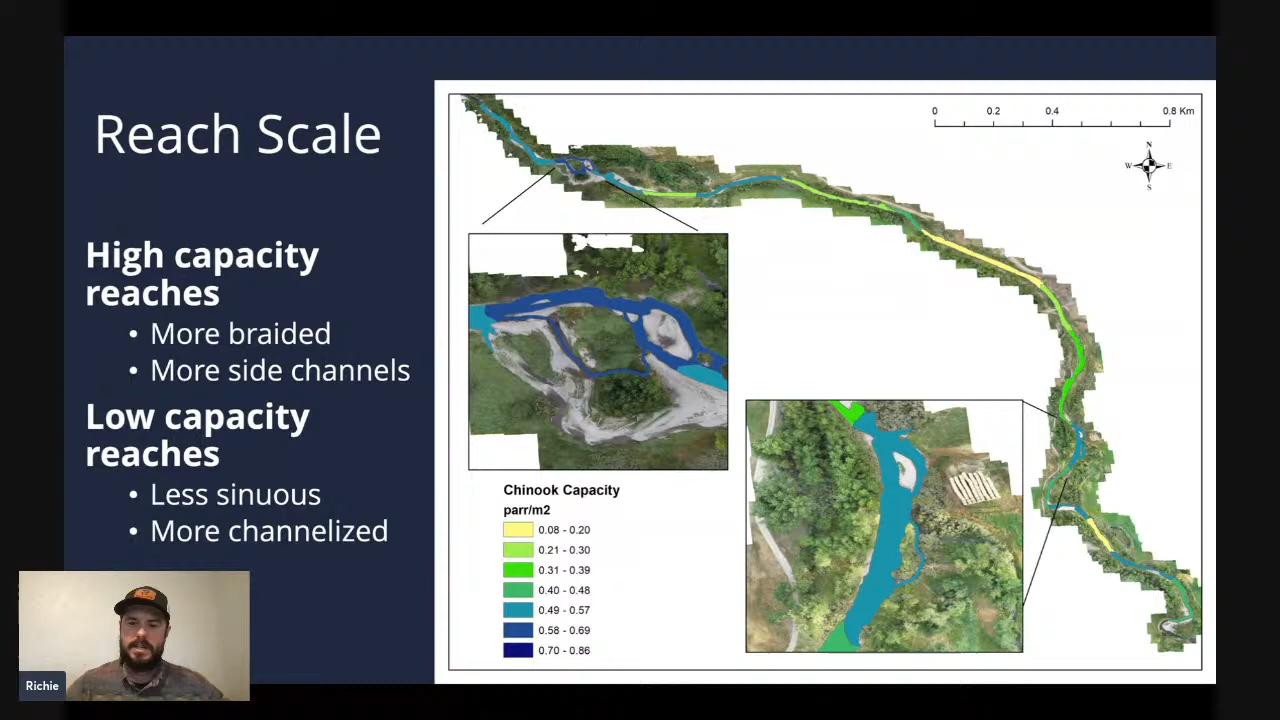 Reach Scale
High capacity
reaches
• More braided
• More side channels
Low capacity
reaches
• Less sinuous
• More channelized
0 0.2 0.4 0.8 Km
N
W E
S
Chinook Capacity
parr/m2
0.08 - 0.20
0.21 - 0.30
0.31 - 0.39
0.40 - 0.48
0.49 - 0.57
0.58 - 0.69
0.70 - 0.86
Richie